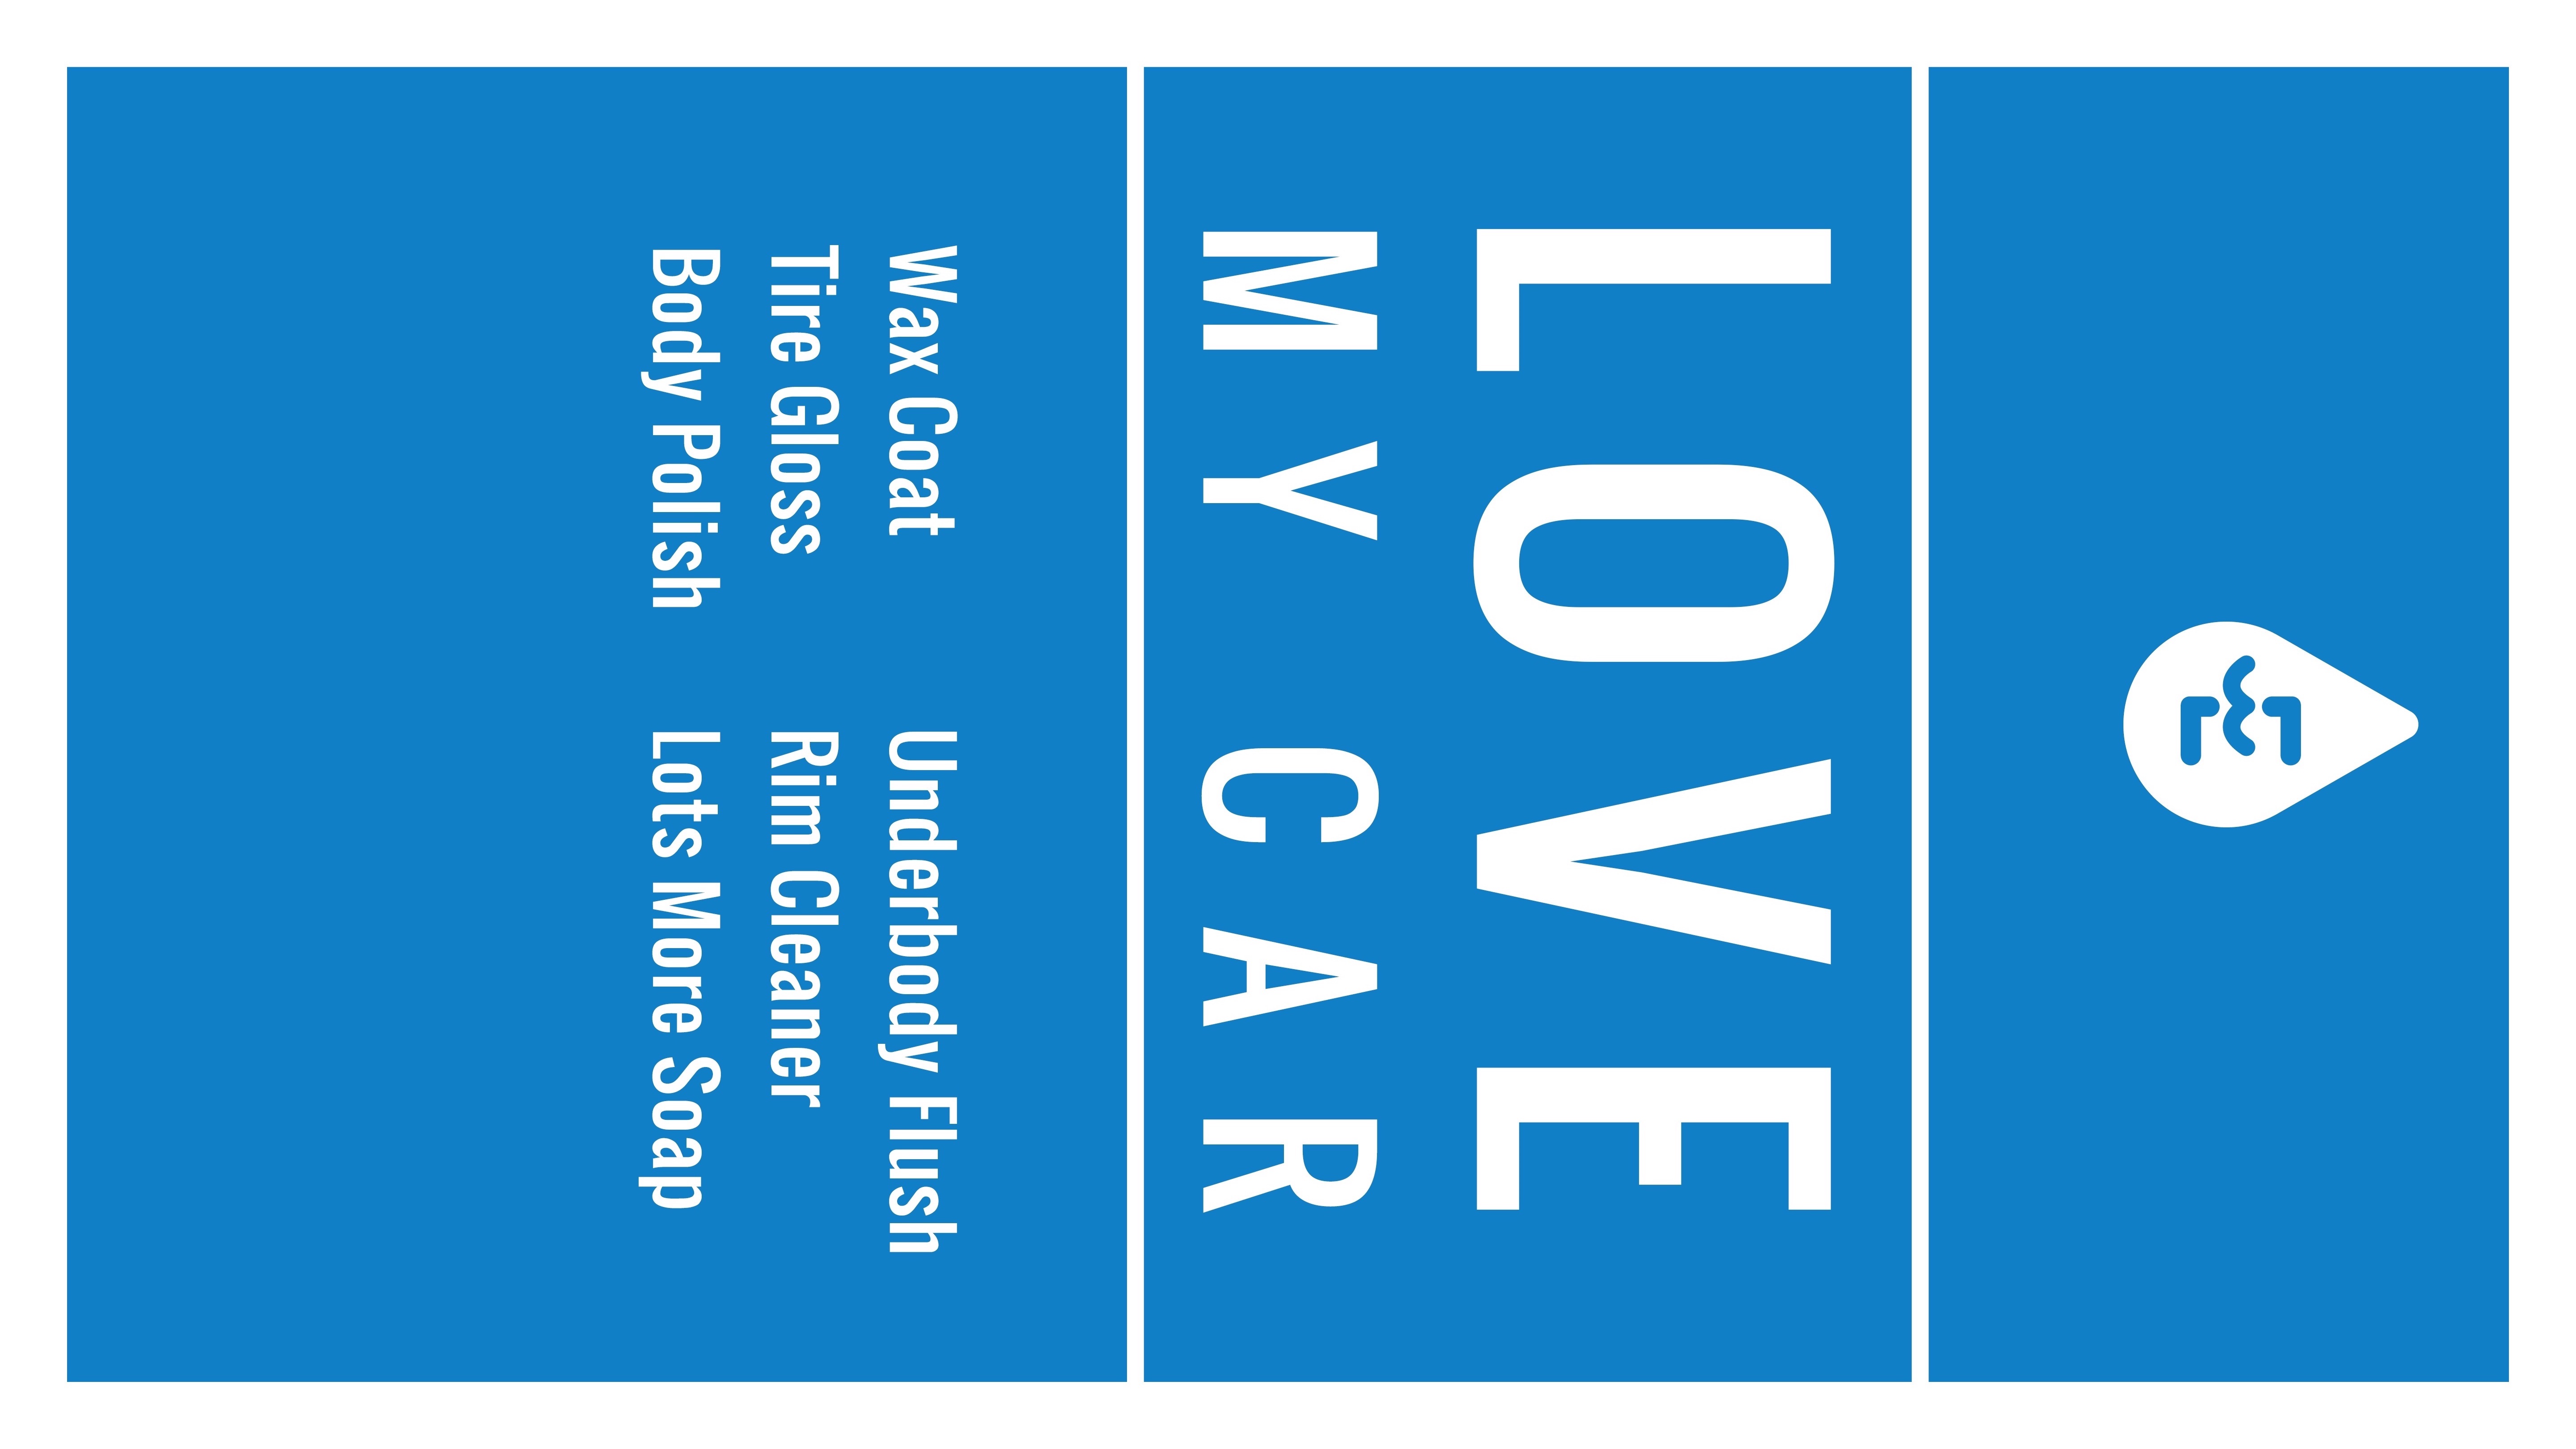 LOVE
MY CAR
Wax Coat
Tire Gloss
Body Polish
Underbody Flush
Rim Cleaner
Lots More Soap